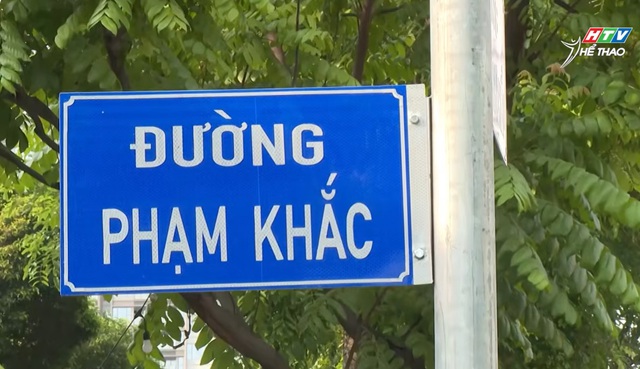 HTV
THỂ THAO
ĐƯỜNG
PHẠM KHẮC